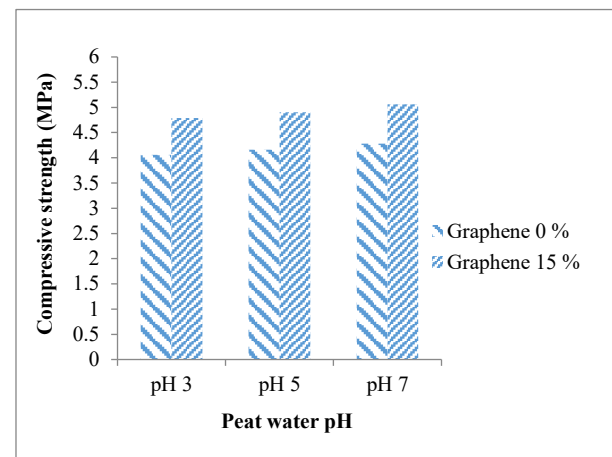 6
5.5
5
4.5
4
3.5
3
2.5
2
1.5
1
0.5
0
Compressive strength (MPa)
pH 3 pH 5 pH 7
Peat water pH
Graphene 0 %
Graphene 15 %